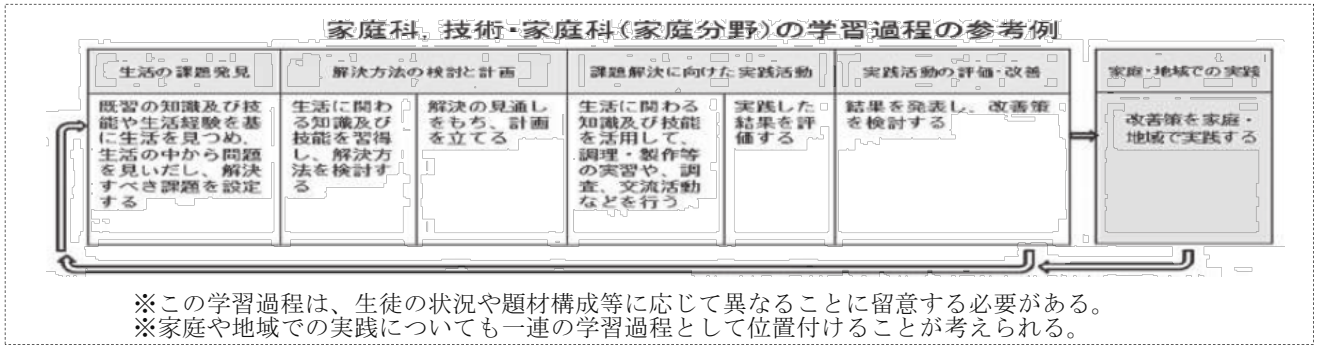 家庭科，技術・家庭科（家庭分野）の学習過程の参考例
生活の課題発見
解決方法の検討と計画
課題解決に向けた実践活動
実践活動の評価・改善
家庭・地域での実践
既習の知識及び技
能や生活経験を基
に生活を見つめ、
生活の中から問題
を見いだし、解決
すべき課題を設定
する
生活に関わ
る知識及び
技能を習得
し、解決方
法を検討す
る
解決の見通し
をもち、計画
を立てる
生活に関わる
知識及び技能
を活用して、
調理・製作等
の実習や、調
査、交流活動
などを行う
実践した
結果を評
価する
結果を発表し、改善策
を検討する
改善策を家庭・
地域で実践する
※この学習過程は、生徒の状況や題材構成等に応じて異なることに留意する必要がある。
※家庭や地域での実践についても一連の学習過程として位置付けることが考えられる。